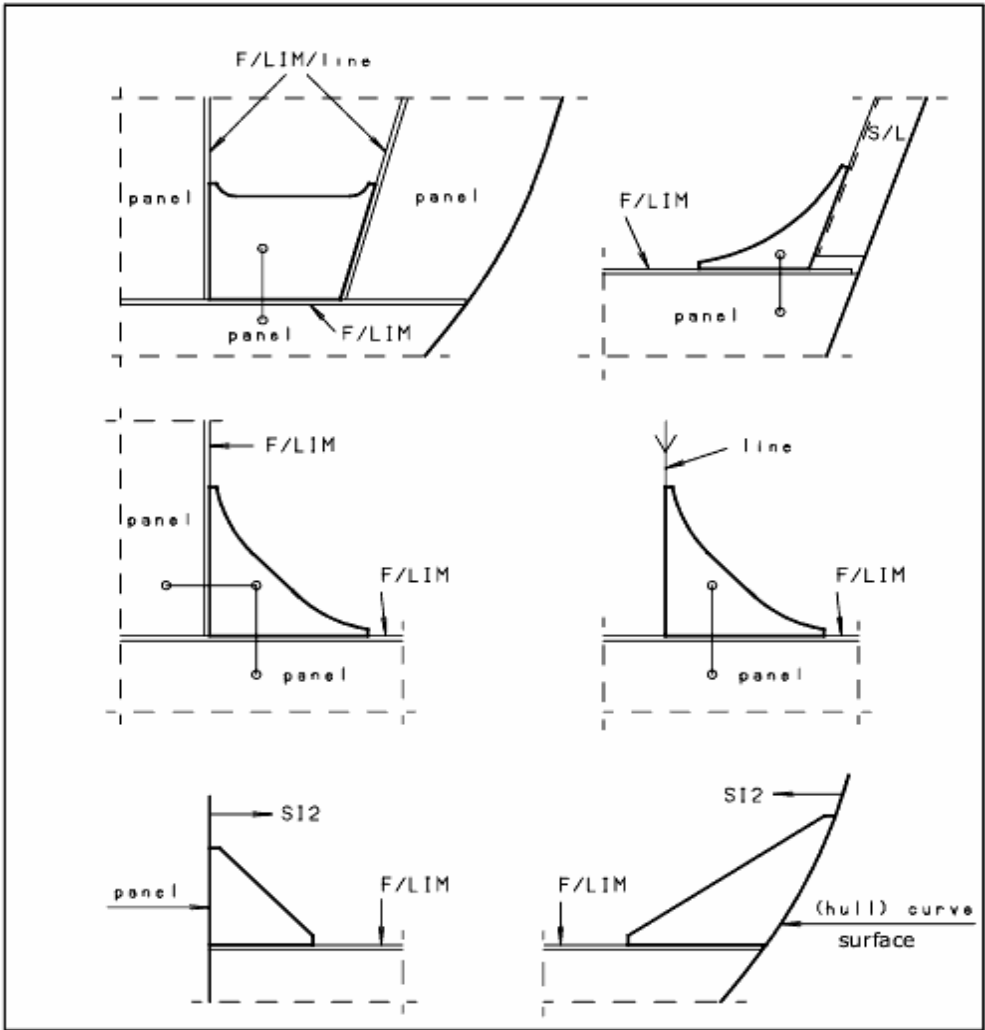 F/LIM/line
S/L
panel
panel
F/LIM
panel
F/LIM
panel
F/LIM
line
panel
F/LIM
F/LIM
panel
panel
SI2
SI2
panel
F/LIM
F/LIM
(hull) curve
surface